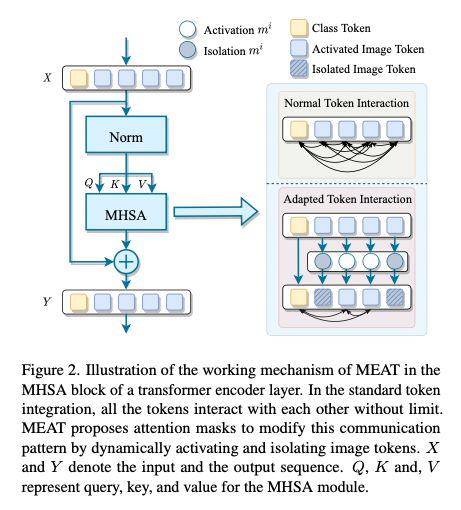 Activation mⁱ
Isolation mⁱ
Class Token
Activated Image Token
Isolated Image Token
X
Norm
Q K V
MHSA
Y
Normal Token Interaction
Adapted Token Interaction
Figure 2. Illustration of the working mechanism of MEAT in the
MHSA block of a transformer encoder layer. In the standard token
integration, all the tokens interact with each other without limit.
MEAT proposes attention masks to modify this communication
pattern by dynamically activating and isolating image tokens. X
and Y denote the input and the output sequence. Q, K and, V
represent query, key, and value for the MHSA module.